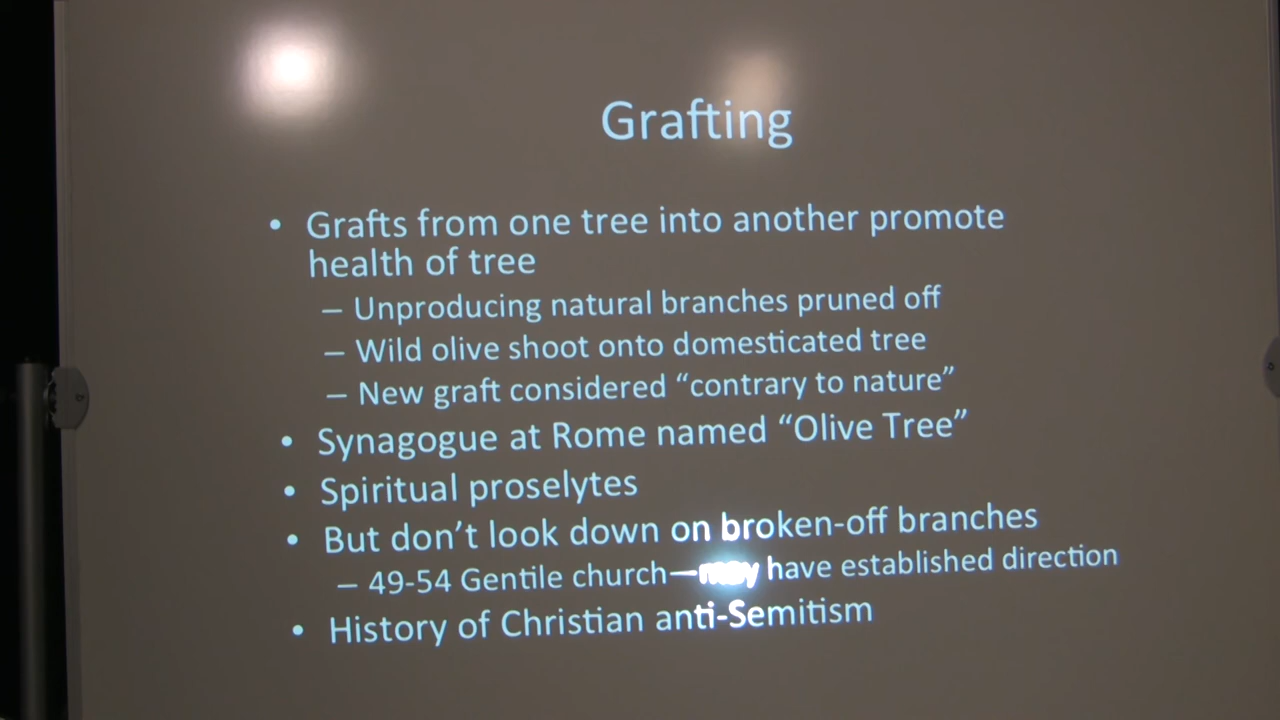 Grafting
• Grafts from one tree into another promote
health of tree
– Unproducing natural branches pruned off
– Wild olive shoot onto domesticated tree
– New graft considered “contrary to nature”
• Synagogue at Rome named “Olive Tree”
• Spiritual proselytes
• But don’t look down on broken-off branches
– 49-54 Gentile church—may have established direction
• History of Christian anti-Semitism